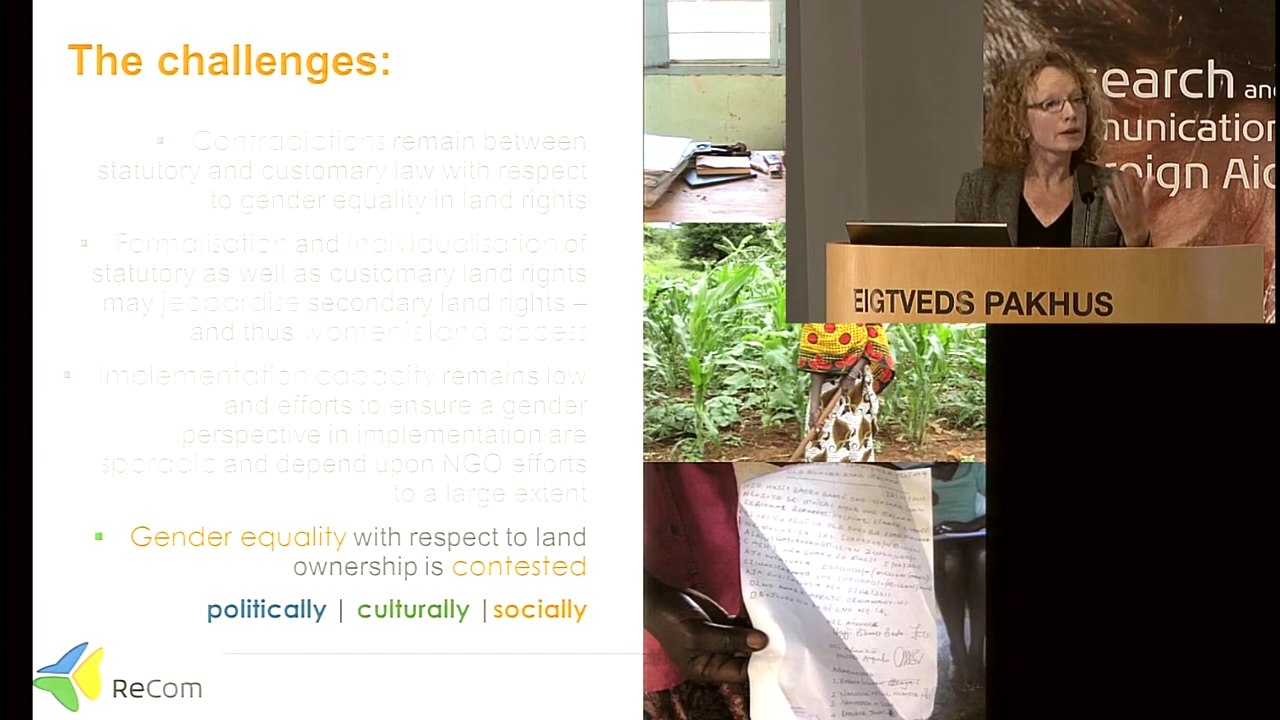 The challenges:
▪ Contradictions remain between
statutory and customary law with respect
to gender equality in land rights
▪ Formalisation and individualisation of
statutory as well as customary land rights
may jeopardise secondary land rights –
and thus women's land access
▪ Implementation capacity remains low
and efforts to ensure a gender
perspective in implementation are
sporadic and depend upon NGO efforts
to a large extent
▪ Gender equality with respect to land
ownership is contested
politically | culturally | socially
ReCom
earch and
munication
eign Aid
EIGTVEDS PAKHUS